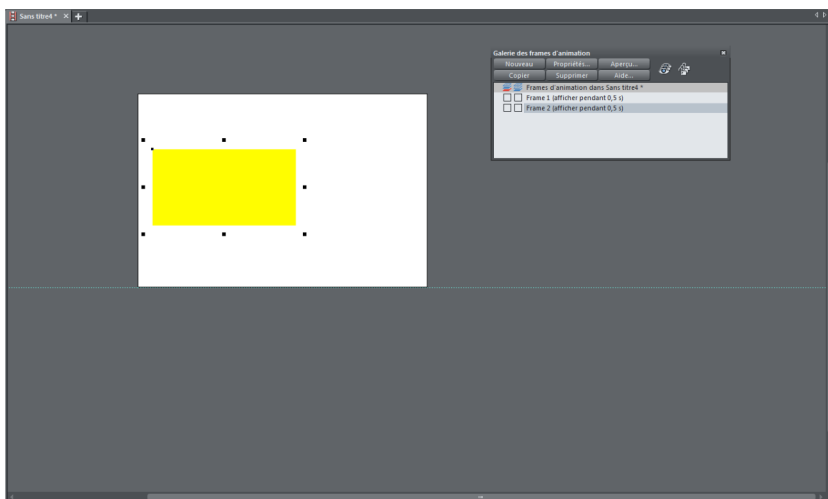 Sans titre4 *
Galerie des frames d'animation
Nouveau Propriétés... Aperçu...
Copier Supprimer Aide...
Frames d'animation dans Sans titre4 *
Frame 1 (afficher pendant 0,5 s)
Frame 2 (afficher pendant 0,5 s)